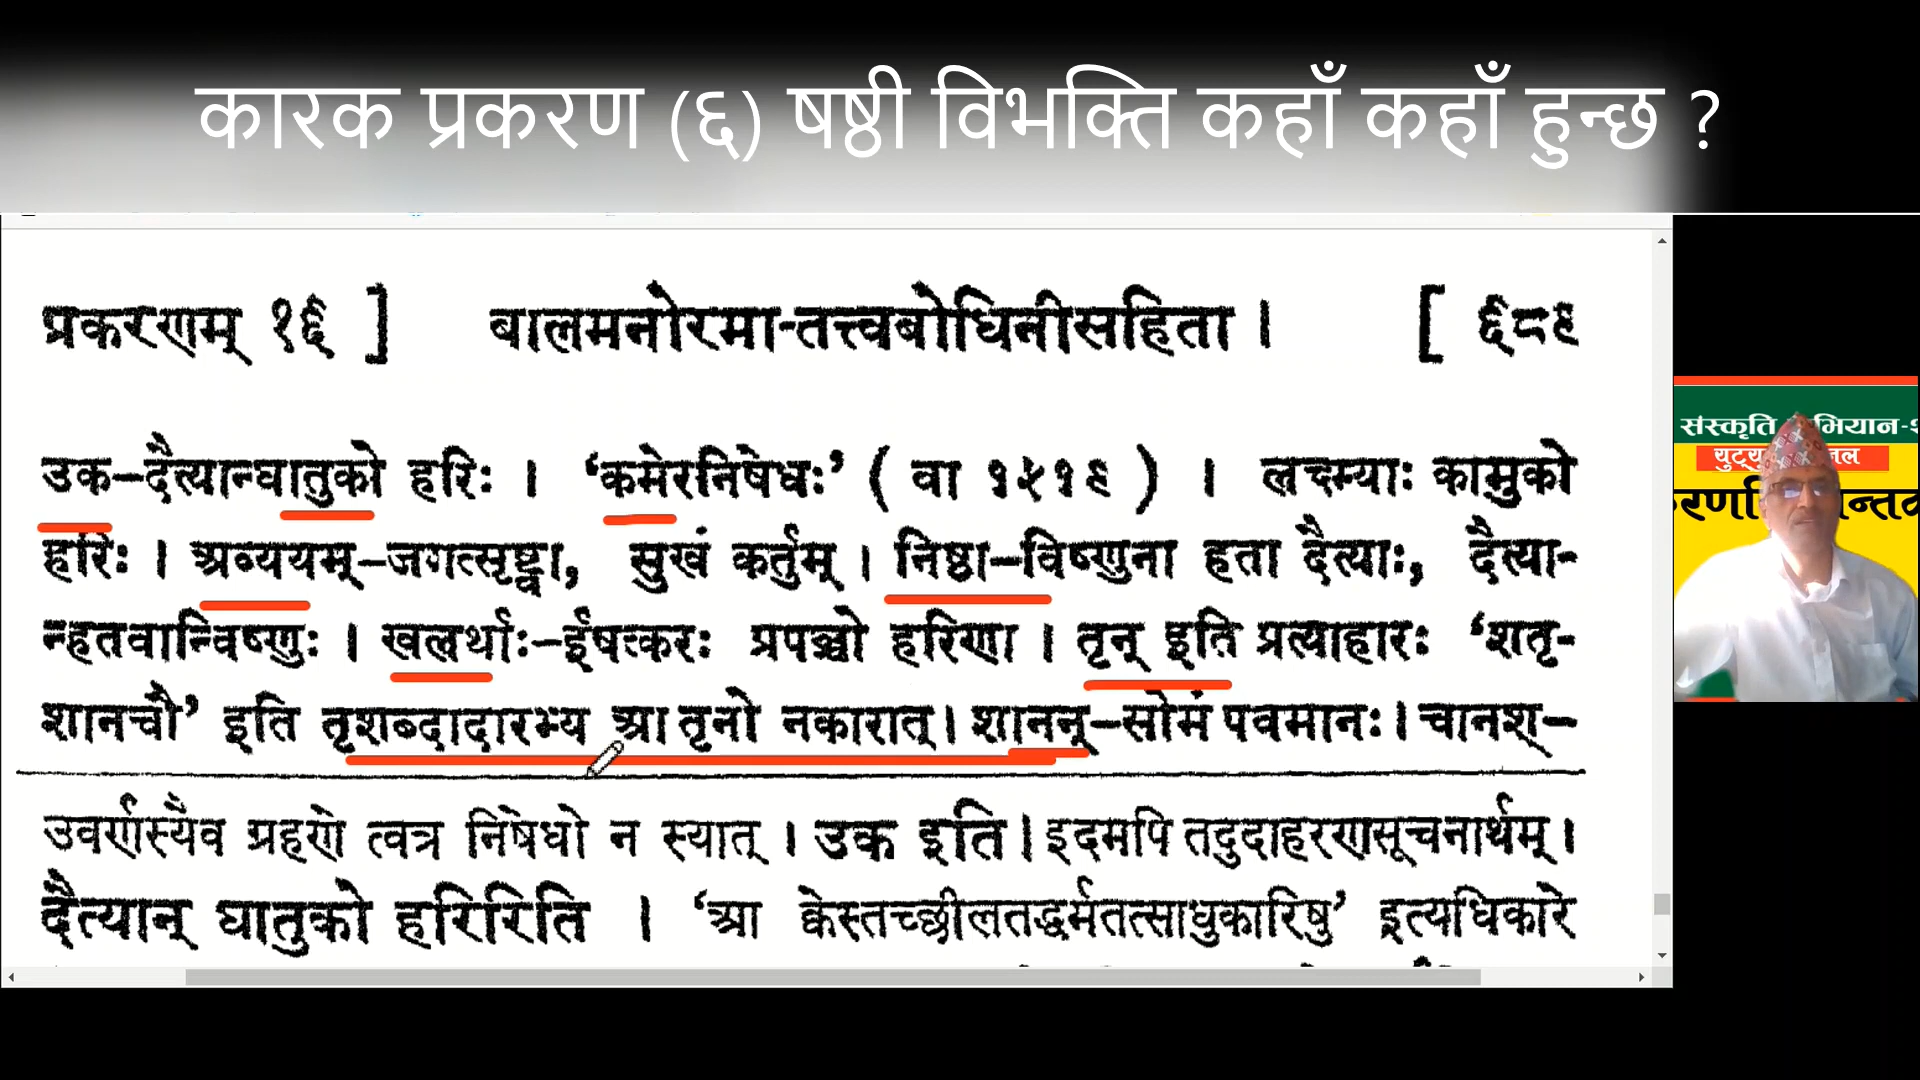 कारक प्रकरण (६) षष्ठी विभक्ति कहाँ कहाँ हुन्छ ?
प्रकरणम् १६ ] बालमनोरमा-तत्त्वबोधिनीसहिता । [ ६८९
उक–दैत्यान्घातुको हरिः । ‘कमेरनिषेधः’ ( वा १५१९ ) । लक्ष्म्याः कामुको
हरिः । अव्ययम्–जगत्सृष्ट्वा, सुखं कर्तुम् । निष्ठा–विष्णुना हता दैत्याः, दैत्या-
न्हतवान्विष्णुः । खलर्थाः–ईषत्करः प्रपञ्चो हरिणा । तृन् इति प्रत्याहारः ‘शतृ-
शानचौ’ इति तृशब्दादारभ्य आ तृनो नकारात् । शानन्–सोमं पवमानः । चानश्–
उवर्णस्यैव ग्रहणे त्वत्र निषेधो न स्यात् । उक इति । इदमपि तदुदाहरणसूचनार्थम् ।
दैत्यान् घातुको हरिरिति । ‘आ क्वेस्तच्छीलतद्धर्मतत्साधुकारिषु’ इत्यधिकारे
संस्कृति